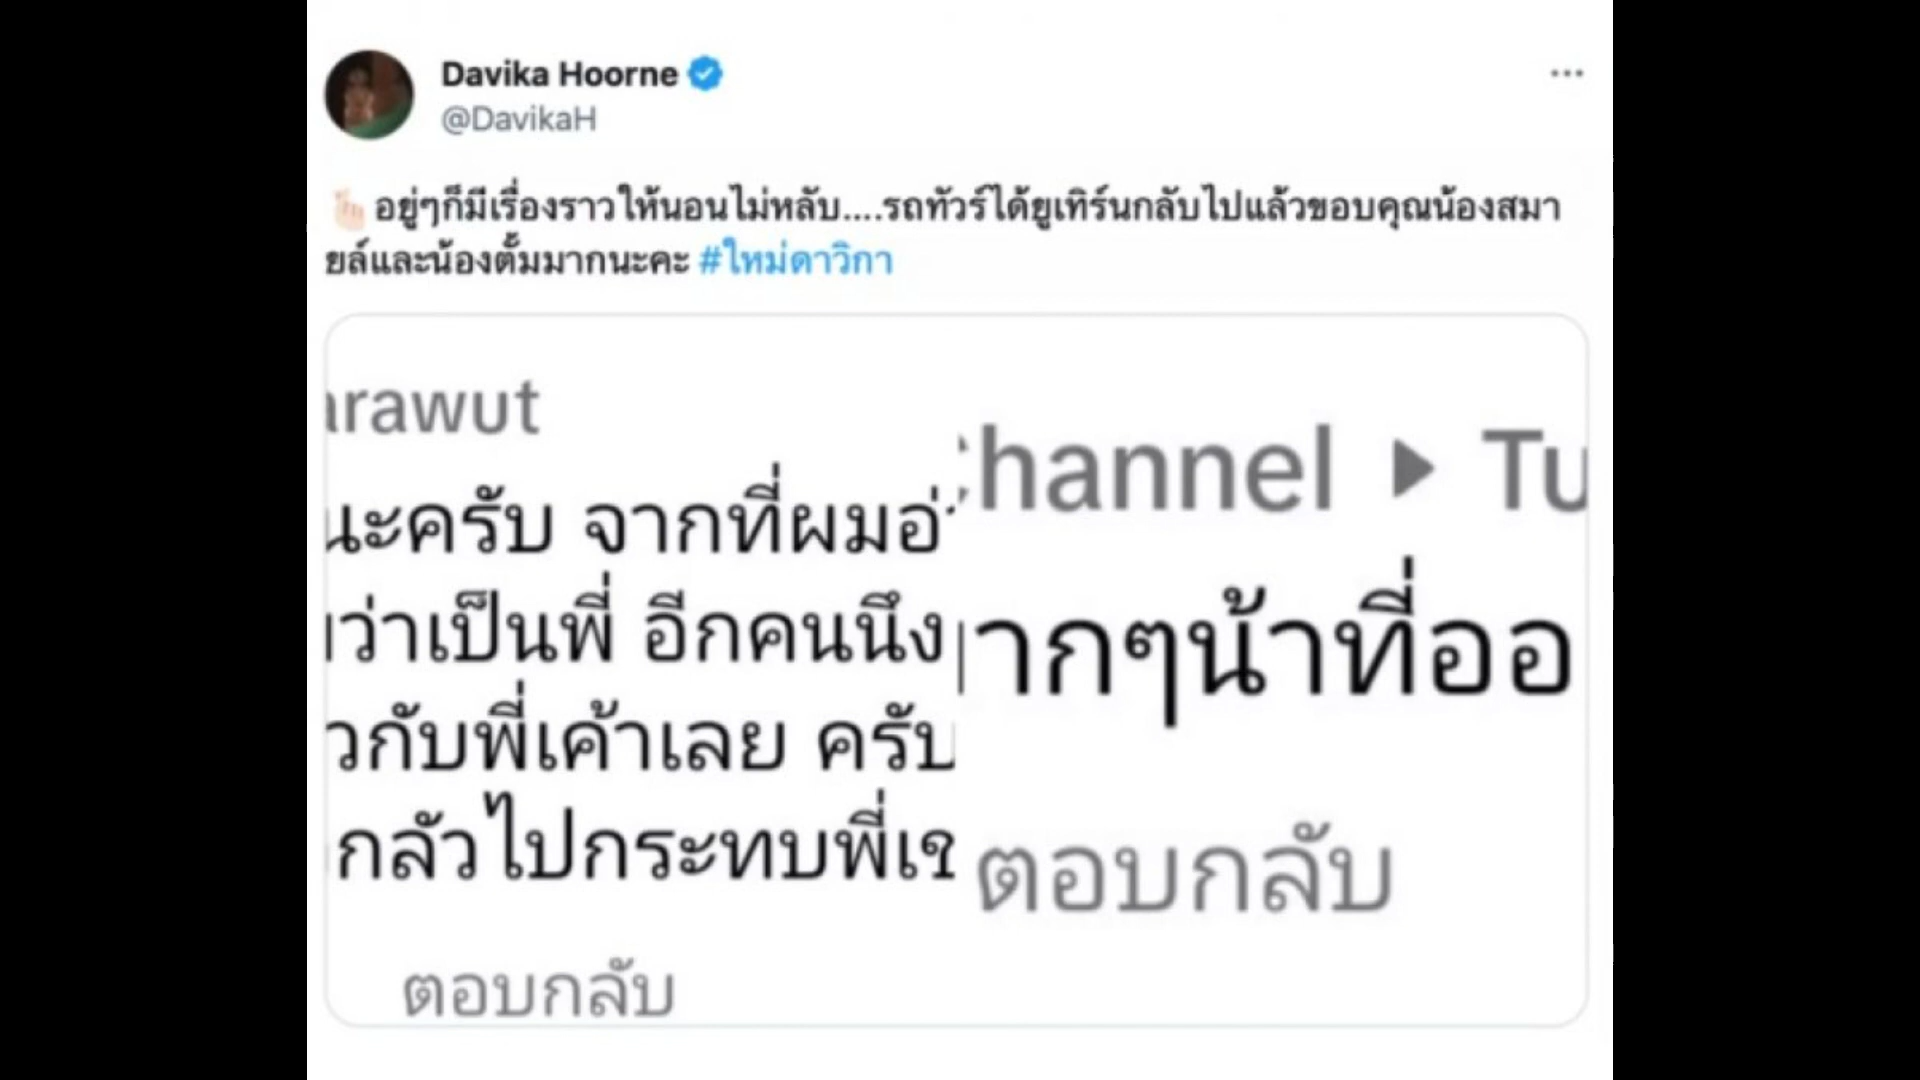 Davika Hoorne
@DavikaH
อยู่ๆก็มีเรื่องราวให้นอนไม่หลับ....รถทัวร์ได้ยูเทิร์นกลับไปแล้วขอบคุณน้องสมา
ยล์และน้องตั้มมากนะคะ #ใหม่ดาวิกา
arawut
นะครับ จากที่ผมอ่
ว่าเป็นพี่ อีกคนนึง
วกับพี่เค้าเลย ครับ
กลัวไปกระทบพี่เข
ตอบกลับ
hannel ▸ Tu
ากๆน้าที่ออ
ตอบกลับ